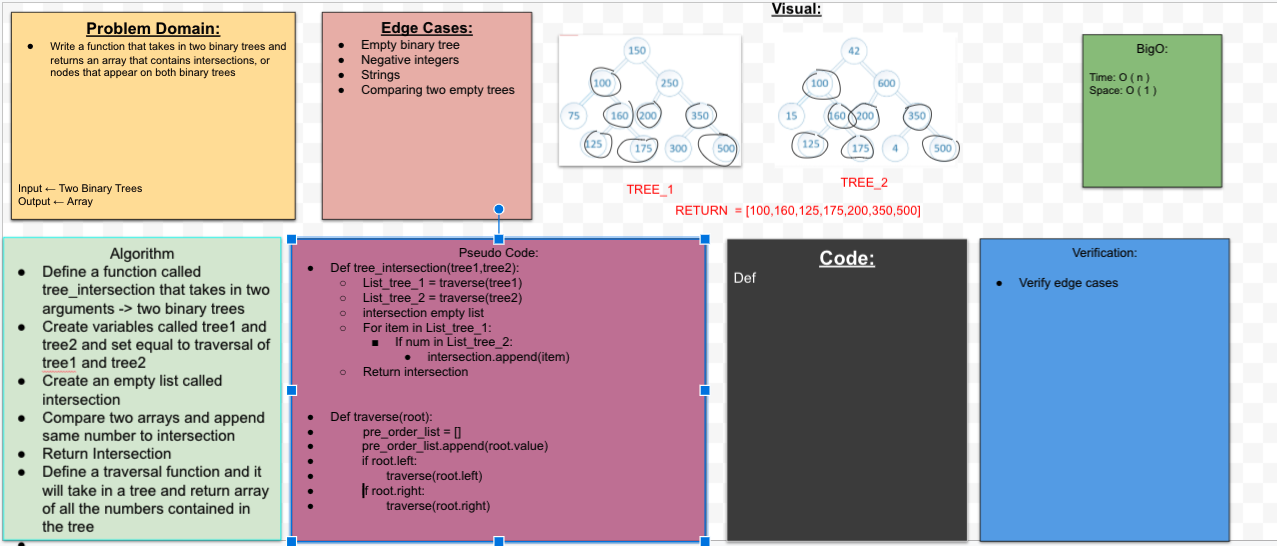 Problem Domain:
● Write a function that takes in two binary trees and
returns an array that contains intersections, or
nodes that appear on both binary trees
Input ← Two Binary Trees
Output ← Array
Edge Cases:
● Empty binary tree
● Negative integers
● Strings
● Comparing two empty trees
Visual:
150
100 250
75 160 200 350
125 175 300 500
TREE_1
42
100 600
15 160 200 350
125 175 4 500
TREE_2
RETURN = [100,160,125,175,200,350,500]
BigO:
Time: O ( n )
Space: O ( 1 )
Algorithm
● Define a function called
tree_intersection that takes in two
arguments -> two binary trees
● Create variables called tree1 and
tree2 and set equal to traversal of
tree1 and tree2
● Create an empty list called
intersection
● Compare two arrays and append
same number to intersection
● Return Intersection
● Define a traversal function and it
will take in a tree and return array
of all the numbers contained in
the tree
●
Pseudo Code:
● Def tree_intersection(tree1,tree2):
○ List_tree_1 = traverse(tree1)
○ List_tree_2 = traverse(tree2)
○ intersection empty list
○ For item in List_tree_1:
■ If num in List_tree_2:
● intersection.append(item)
○ Return intersection
● Def traverse(root):
● pre_order_list = []
● pre_order_list.append(root.value)
● if root.left:
● traverse(root.left)
● if root.right:
● traverse(root.right)
Code:
Def
Verification:
● Verify edge cases